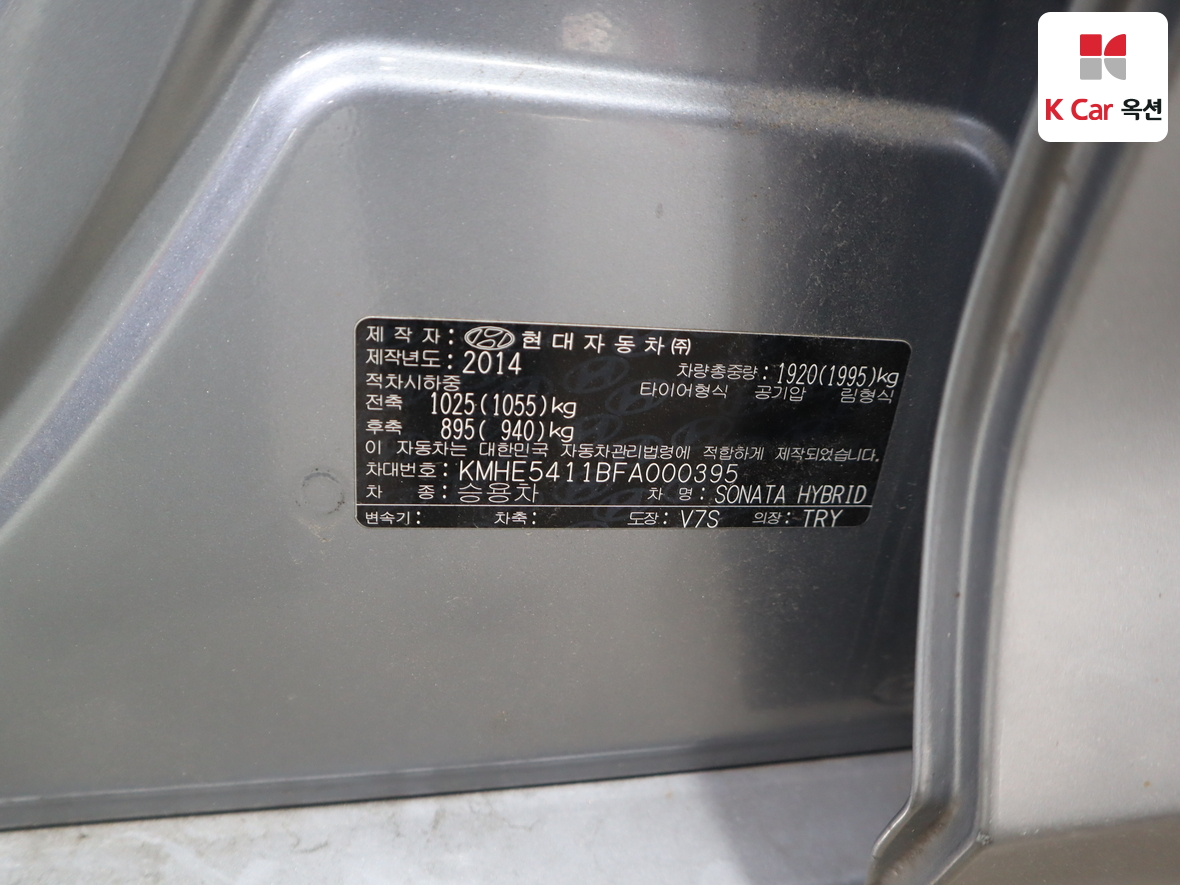 K Car 옥션
제 작 자 : 현대자동차㈜
제작년도 : 2014
차량총중량 : 1920(1995)kg
적차시하중
타이어형식 공기압 림형식
전축 1025(1055)kg
후축 895( 940)kg
이 자동차는 대한민국 자동차관리법령에 적합하게 제작되었습니다.
차대번호 : KMHE5411BFA000395
차 종 : 승용차 차 명 : SONATA HYBRID
변속기 : 차축 : 도장 : V7S 의장 : TRY